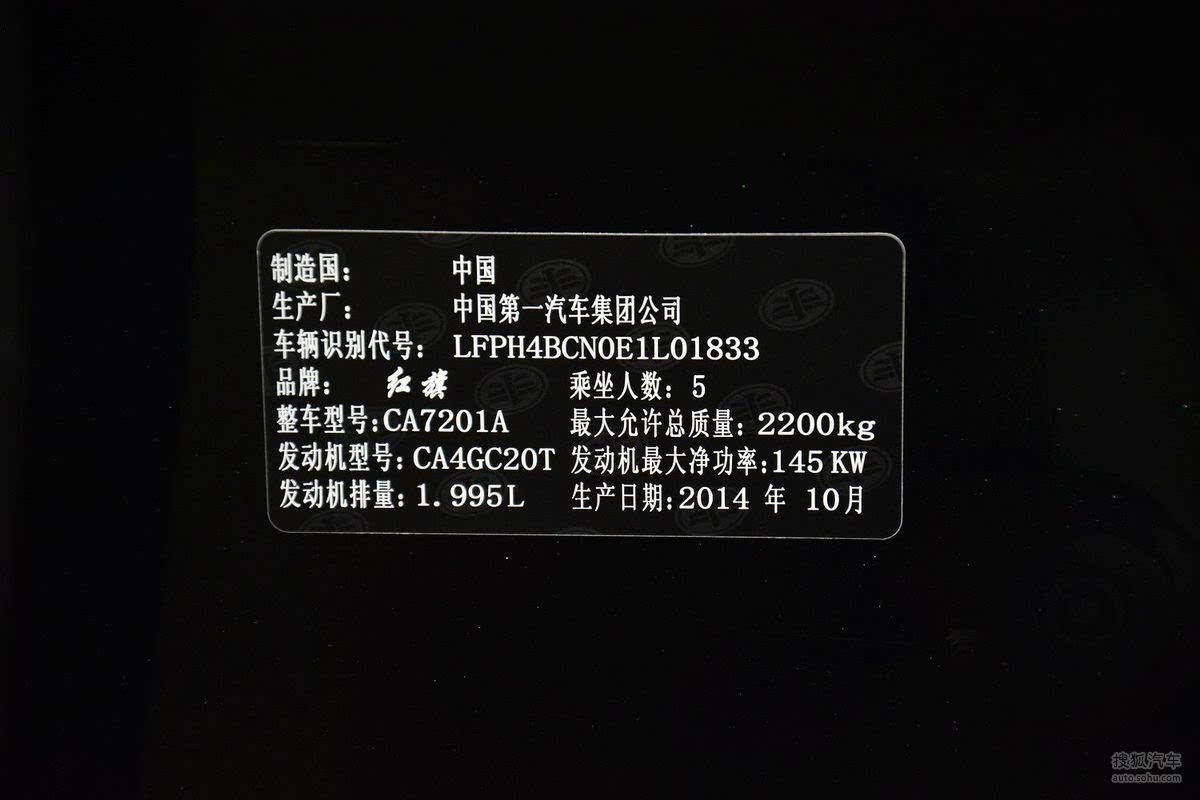 制造国： 中国
生产厂： 中国第一汽车集团公司
车辆识别代号： LFPH4BCN0E1L01833
品牌： 红旗 乘坐人数：5
整车型号:CA7201A 最大允许总质量：2200kg
发动机型号：CA4GC20T 发动机最大净功率:145KW
发动机排量：1.995L 生产日期:2014 年 10月
搜狐汽车
auto.sohu.com